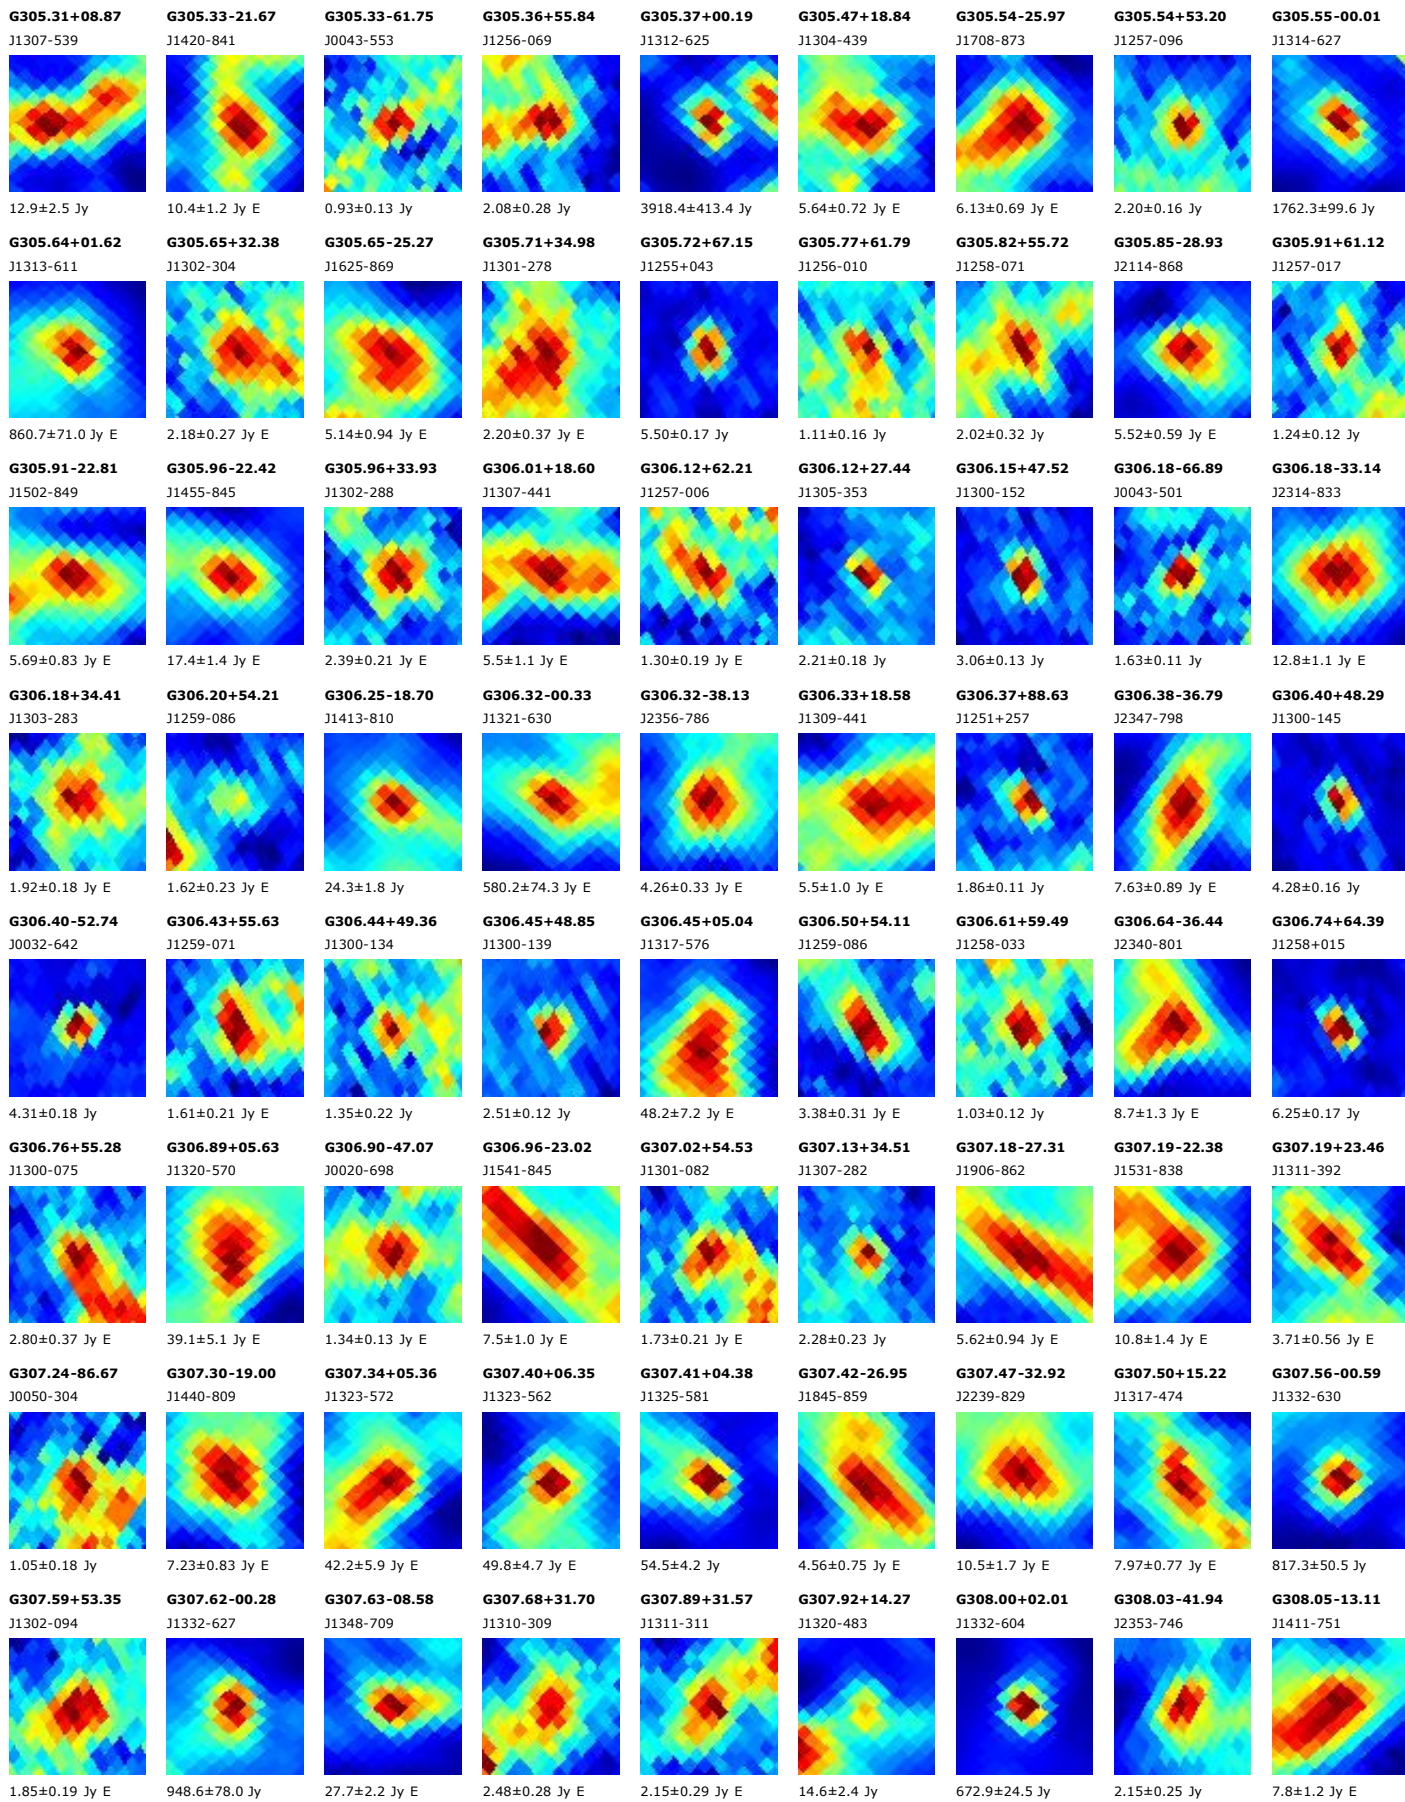 G305.31+08.87 G305.33-21.67 G305.33-61.75 G305.36+55.84 G305.37+00.19 G305.47+18.84 G305.54-25.97 G305.54+53.20 G305.55-00.01
J1307-539 J1420-841 J0043-553 J1256-069 J1312-625 J1304-439 J1708-873 J1257-096 J1314-627
12.9±2.5 Jy 10.4±1.2 Jy E 0.93±0.13 Jy 2.08±0.28 Jy 3918.4±413.4 Jy 5.64±0.72 Jy E 6.13±0.69 Jy E 2.20±0.16 Jy 1762.3±99.6 Jy
G305.64+01.62 G305.65+32.38 G305.65-25.27 G305.71+34.98 G305.72+67.15 G305.77+61.79 G305.82+55.72 G305.85-28.93 G305.91+61.12
J1313-611 J1302-304 J1625-869 J1301-278 J1255+043 J1256-010 J1258-071 J2114-868 J1257-017
860.7±71.0 Jy E 2.18±0.27 Jy E 5.14±0.94 Jy E 2.20±0.37 Jy E 5.50±0.17 Jy 1.11±0.16 Jy 2.02±0.32 Jy 5.52±0.59 Jy E 1.24±0.12 Jy
G305.91-22.81 G305.96-22.42 G305.96+33.93 G306.01+18.60 G306.12+62.21 G306.12+27.44 G306.15+47.52 G306.18-66.89 G306.18-33.14
J1502-849 J1455-845 J1302-288 J1307-441 J1257-006 J1305-353 J1300-152 J0043-501 J2314-833
5.69±0.83 Jy E 17.4±1.4 Jy E 2.39±0.21 Jy E 5.5±1.1 Jy E 1.30±0.19 Jy E 2.21±0.18 Jy 3.06±0.13 Jy 1.63±0.11 Jy 12.8±1.1 Jy E
G306.18+34.41 G306.20+54.21 G306.25-18.70 G306.32-00.33 G306.32-38.13 G306.33+18.58 G306.37+88.63 G306.38-36.79 G306.40+48.29
J1303-283 J1259-086 J1413-810 J1321-630 J2356-786 J1309-441 J1251+257 J2347-798 J1300-145
1.92±0.18 Jy E 1.62±0.23 Jy E 24.3±1.8 Jy 580.2±74.3 Jy E 4.26±0.33 Jy E 5.5±1.0 Jy E 1.86±0.11 Jy 7.63±0.89 Jy E 4.28±0.16 Jy
G306.40-52.74 G306.43+55.63 G306.44+49.36 G306.45+48.85 G306.45+05.04 G306.50+54.11 G306.61+59.49 G306.64-36.44 G306.74+64.39
J0032-642 J1259-071 J1300-134 J1300-139 J1317-576 J1259-086 J1258-033 J2340-801 J1258+015
4.31±0.18 Jy 1.61±0.21 Jy E 1.35±0.22 Jy 2.51±0.12 Jy 48.2±7.2 Jy E 3.38±0.31 Jy E 1.03±0.12 Jy 8.7±1.3 Jy E 6.25±0.17 Jy
G306.76+55.28 G306.89+05.63 G306.90-47.07 G306.96-23.02 G307.02+54.53 G307.13+34.51 G307.18-27.31 G307.19-22.38 G307.19+23.46
J1300-075 J1320-570 J0020-698 J1541-845 J1301-082 J1307-282 J1906-862 J1531-838 J1311-392
2.80±0.37 Jy E 39.1±5.1 Jy E 1.34±0.13 Jy E 7.5±1.0 Jy E 1.73±0.21 Jy E 2.28±0.23 Jy 5.62±0.94 Jy E 10.8±1.4 Jy E 3.71±0.56 Jy E
G307.24-86.67 G307.30-19.00 G307.34+05.36 G307.40+06.35 G307.41+04.38 G307.42-26.95 G307.47-32.92 G307.50+15.22 G307.56-00.59
J0050-304 J1440-809 J1323-572 J1323-562 J1325-581 J1845-859 J2239-829 J1317-474 J1332-630
1.05±0.18 Jy 7.23±0.83 Jy E 42.2±5.9 Jy E 49.8±4.7 Jy E 54.5±4.2 Jy 4.56±0.75 Jy E 10.5±1.7 Jy E 7.97±0.77 Jy E 817.3±50.5 Jy
G307.59+53.35 G307.62-00.28 G307.63-08.58 G307.68+31.70 G307.89+31.57 G307.92+14.27 G308.00+02.01 G308.03-41.94 G308.05-13.11
J1302-094 J1332-627 J1348-709 J1310-309 J1311-311 J1320-483 J1332-604 J2353-746 J1411-751
1.85±0.19 Jy E 948.6±78.0 Jy 27.7±2.2 Jy E 2.48±0.28 Jy E 2.15±0.29 Jy E 14.6±2.4 Jy 672.9±24.5 Jy 2.15±0.25 Jy 7.8±1.2 Jy E